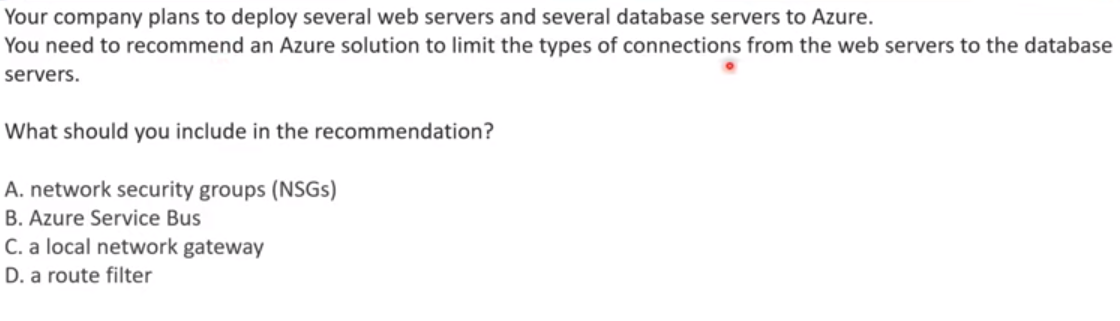 Your company plans to deploy several web servers and several database servers to Azure.
You need to recommend an Azure solution to limit the types of connections from the web servers to the database
servers.
What should you include in the recommendation?
A. network security groups (NSGs)
B. Azure Service Bus
C. a local network gateway
D. a route filter